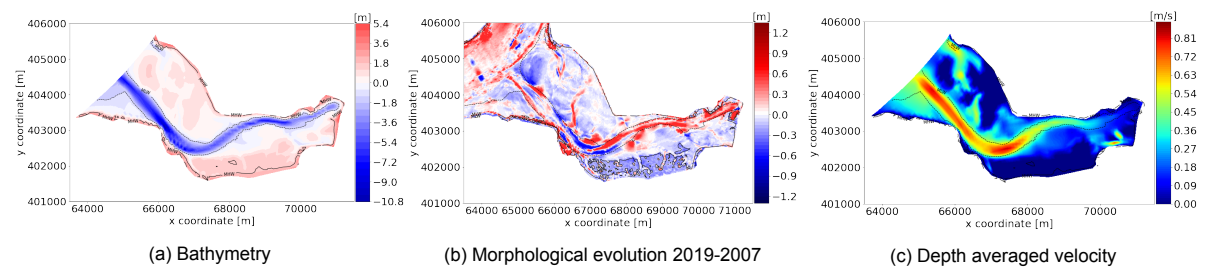 [m]
406000
405000
404000
403000
402000
401000
y coordinate [m]
64000 66000 68000 70000
x coordinate [m]
5.4
3.6
1.8
0.0
−1.8
−3.6
−5.4
−7.2
−9.0
−10.8
MHW
MHW
MHW
(a) Bathymetry
[m]
406000
405000
404000
403000
402000
401000
y coordinate [m]
64000 65000 66000 67000 68000 69000 70000 71000
x coordinate [m]
1.2
0.9
0.6
0.3
0.0
−0.3
−0.6
−0.9
−1.2
(b) Morphological evolution 2019-2007
[m/s]
406000
405000
404000
403000
402000
401000
y coordinate [m]
64000 66000 68000 70000
x coordinate [m]
0.81
0.72
0.63
0.54
0.45
0.36
0.27
0.18
0.09
0.00
(c) Depth averaged velocity